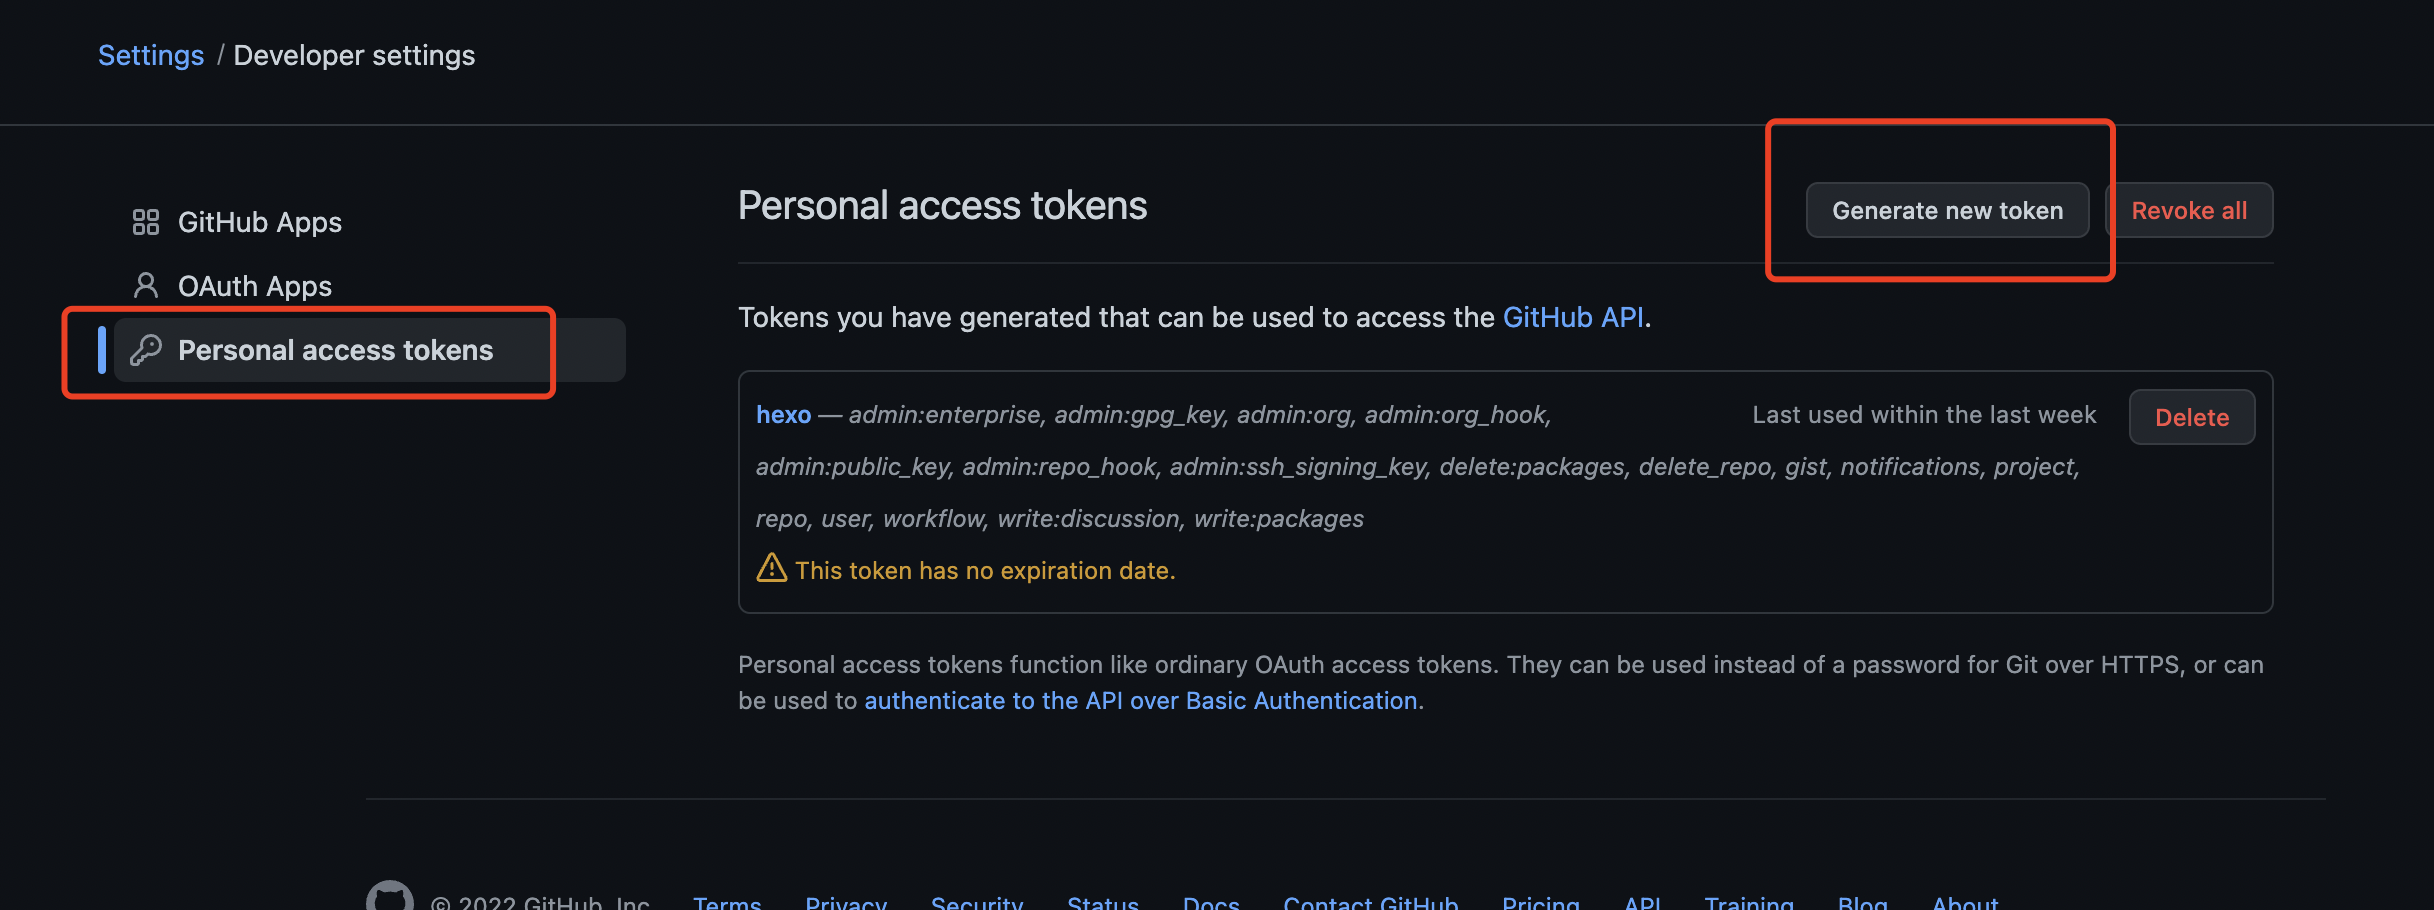 Settings / Developer settings
GitHub Apps
OAuth Apps
Personal access tokens
Personal access tokens
Generate new token
Revoke all
Tokens you have generated that can be used to access the GitHub API.
hexo — admin:enterprise, admin:gpg_key, admin:org, admin:org_hook,
Last used within the last week
Delete
admin:public_key, admin:repo_hook, admin:ssh_signing_key, delete:packages, delete_repo, gist, notifications, project,
repo, user, workflow, write:discussion, write:packages
This token has no expiration date.
Personal access tokens function like ordinary OAuth access tokens. They can be used instead of a password for Git over HTTPS, or can
be used to authenticate to the API over Basic Authentication.
© 2022 GitHub, Inc. Terms Privacy Security Status Docs Contact GitHub Pricing API Training Blog About